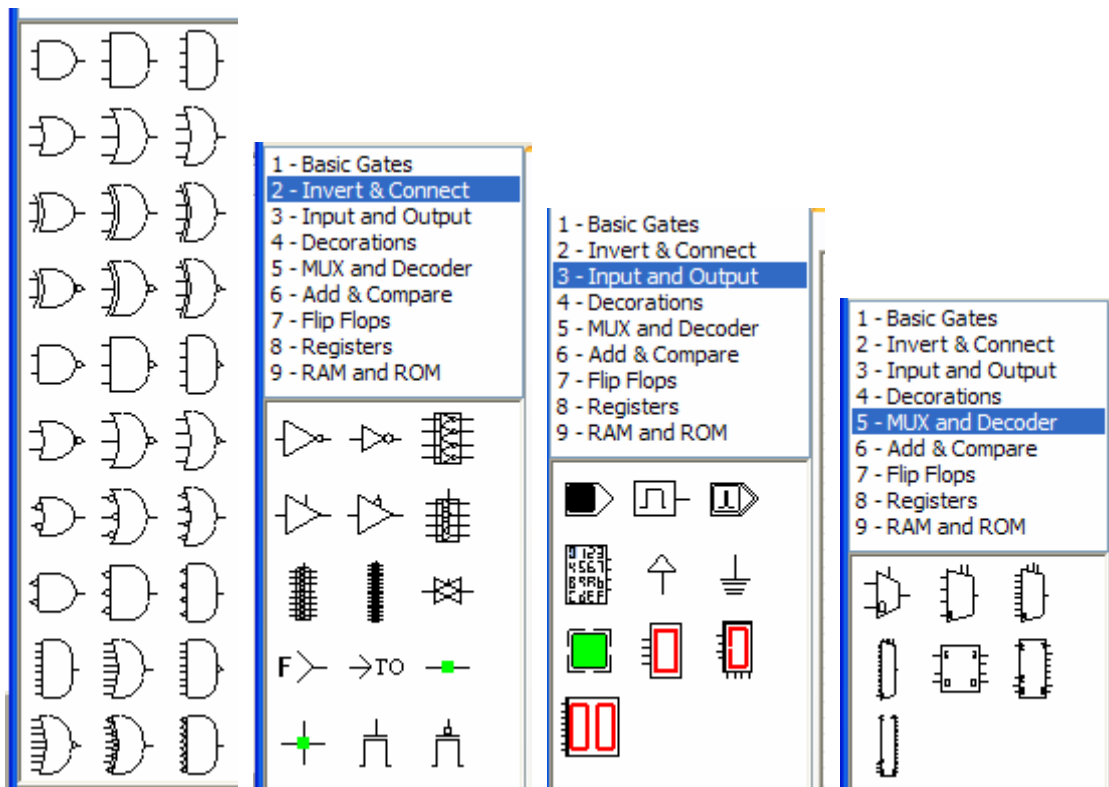 1 - Basic Gates
2 - Invert & Connect
3 - Input and Output
4 - Decorations
5 - MUX and Decoder
6 - Add & Compare
7 - Flip Flops
8 - Registers
9 - RAM and ROM
F
TO
1 - Basic Gates
2 - Invert & Connect
3 - Input and Output
4 - Decorations
5 - MUX and Decoder
6 - Add & Compare
7 - Flip Flops
8 - Registers
9 - RAM and ROM
0123
4567
89Ab
CdEF
1 - Basic Gates
2 - Invert & Connect
3 - Input and Output
4 - Decorations
5 - MUX and Decoder
6 - Add & Compare
7 - Flip Flops
8 - Registers
9 - RAM and ROM